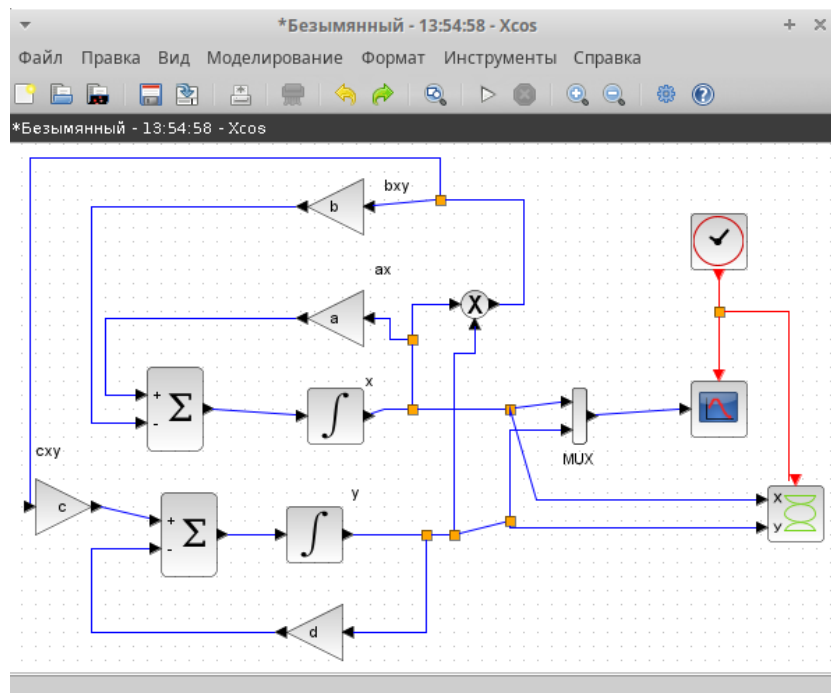 *Безымянный - 13:54:58 - Xcos
Файл Правка Вид Моделирование Формат Инструменты Справка
*Безымянный - 13:54:58 - Xcos
bxy
b
ax
a
X
x
+
Σ
-
∫
MUX
cxy
c
y
+
Σ
-
∫
X
У
d